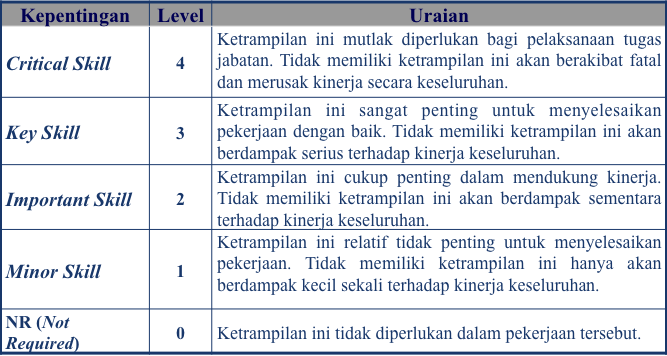 Kepentingan Level Uraian
Critical Skill 4 Ketrampilan ini mutlak diperlukan bagi pelaksanaan tugas
jabatan. Tidak memiliki ketrampilan ini akan berakibat fatal
dan merusak kinerja secara keseluruhan.
Key Skill 3 Ketrampilan ini sangat penting untuk menyelesaikan
pekerjaan dengan baik. Tidak memiliki ketrampilan ini akan
berdampak serius terhadap kinerja keseluruhan.
Important Skill 2 Ketrampilan ini cukup penting dalam mendukung kinerja.
Tidak memiliki ketrampilan ini akan berdampak sementara
terhadap kinerja keseluruhan.
Minor Skill 1 Ketrampilan ini relatif tidak penting untuk menyelesaikan
pekerjaan. Tidak memiliki ketrampilan ini hanya akan
berdampak kecil sekali terhadap kinerja keseluruhan.
NR (Not
Required) 0 Ketrampilan ini tidak diperlukan dalam pekerjaan tersebut.